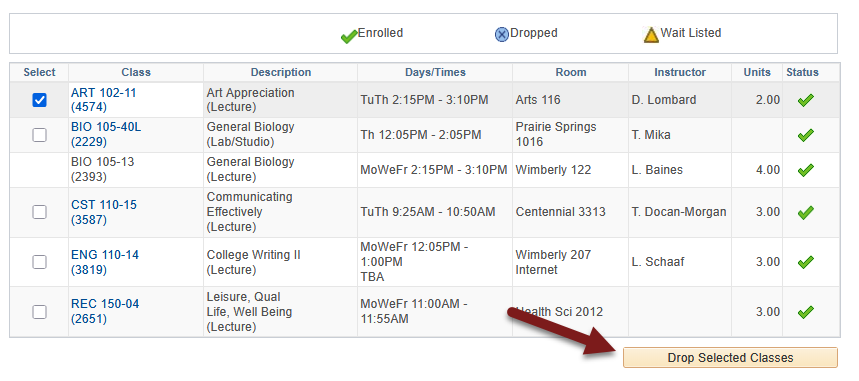 Enrolled Dropped Wait Listed
Select Class Description Days/Times Room Instructor Units Status
ART 102-11
(4574)
Art Appreciation
(Lecture)
TuTh 2:15PM - 3:10PM
Arts 116
D. Lombard
2.00
BIO 105-40L
(2229)
General Biology
(Lab/Studio)
Th 12:05PM - 2:05PM
Prairie Springs
1016
T. Mika
BIO 105-13
(2393)
General Biology
(Lecture)
MoWeFr 2:15PM - 3:10PM
Wimberly 122
L. Baines
4.00
CST 110-15
(3587)
Communicating
Effectively
(Lecture)
TuTh 9:25AM - 10:50AM
Centennial 3313
T. Docan-Morgan
3.00
ENG 110-14
(3819)
College Writing II
(Lecture)
MoWeFr 12:05PM -
1:00PM
TBA
Wimberly 207
Internet
L. Schaaf
3.00
REC 150-04
(2651)
Leisure, Qual
Life, Well Being
(Lecture)
MoWeFr 11:00AM -
11:55AM
Health Sci 2012
3.00
Drop Selected Classes